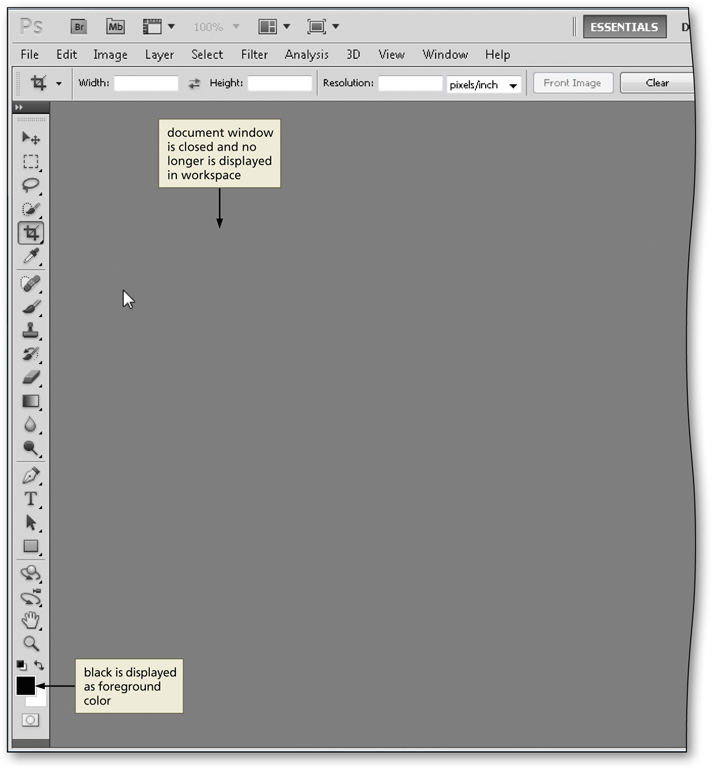 Ps Br Mb 100% ESSENTIALS D
File Edit Image Layer Select Filter Analysis 3D View Window Help
Width: Height: Resolution: pixels/inch Front Image Clear
document window
is closed and no
longer is displayed
in workspace
T
black is displayed
as foreground
color